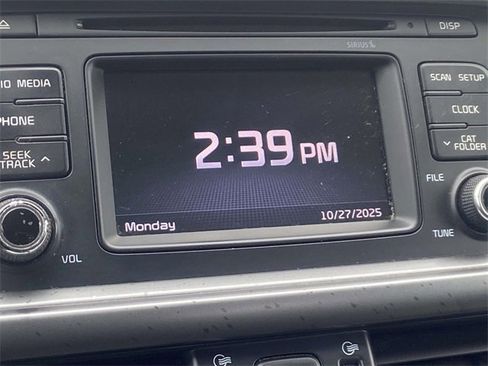 DISP
SIRIUS
IO MEDIA
SCAN SETUP
2:39 PM
CLOCK
PHONE
SEEK
TRACK
CAT
FOLDER
FILE
Monday 10/27/2025
VOL
TUNE